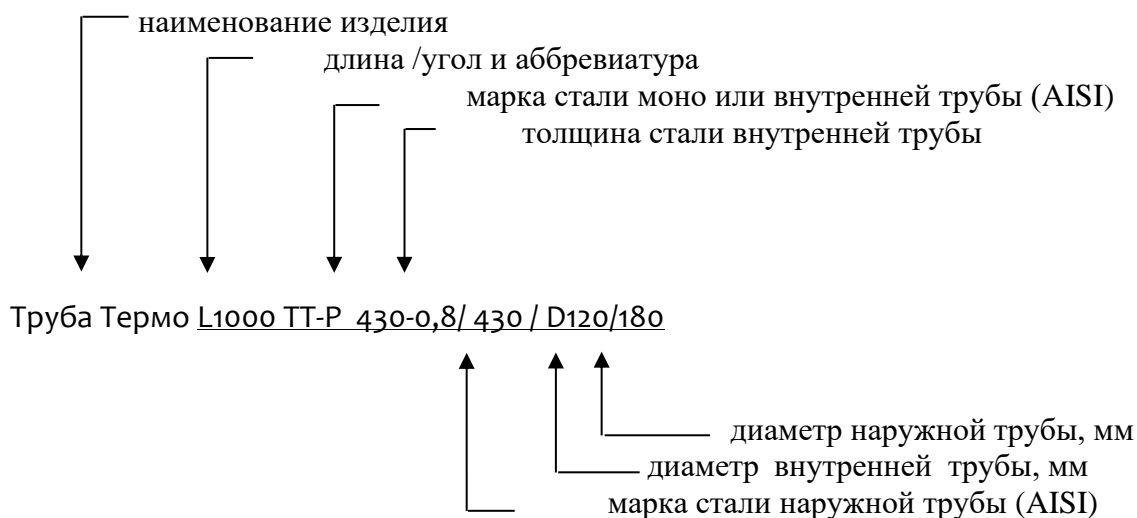 наименование изделия
длина /угол и аббревиатура
марка стали моно или внутренней трубы (AISI)
толщина стали внутренней трубы
Труба Термо L1000 ТТ-Р 430-0,8/ 430 / D120/180
диаметр наружной трубы, мм
диаметр внутренней трубы, мм
марка стали наружной трубы (AISI)